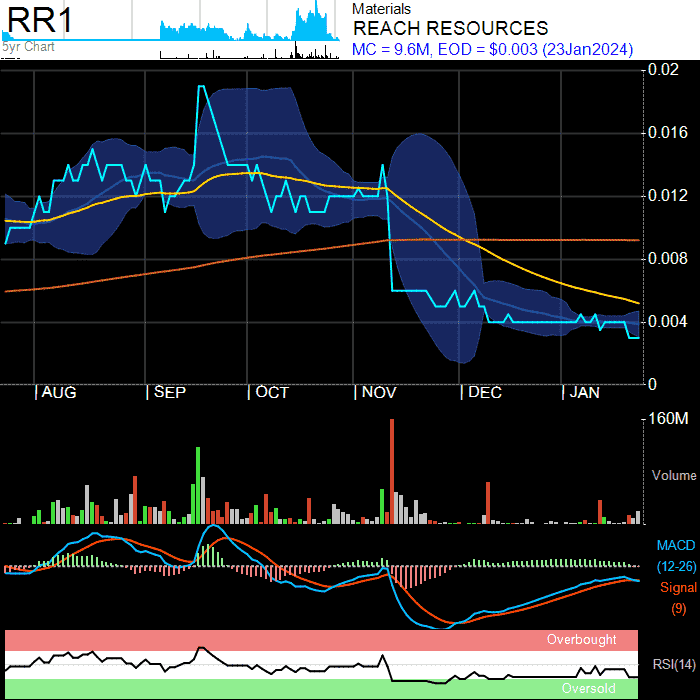 RR1
5yr Chart
Materials
REACH RESOURCES
MC = 9.6M, EOD = $0.003 (23Jan2024)
0.02
0.016
0.012
0.008
0.004
0
AUG SEP OCT NOV DEC JAN
160M
Volume
MACD
(12-26)
Signal
(9)
Overbought
RSI(14)
Oversold